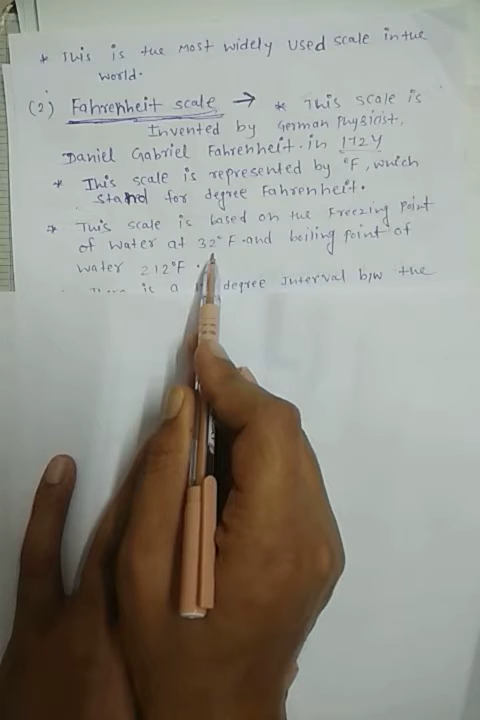 * This is the most widely used scale in the
world.
(2) Fahrenheit scale → * This scale is
Invented by German physicist,
Daniel Gabriel Fahrenheit. in 1724
* This scale is represented by °F, which
stand for degree Fahrenheit.
* This scale is based on the Freezing point
of water at 32°F and boiling point of
water 212°F.
There is a degree Interval b/w the